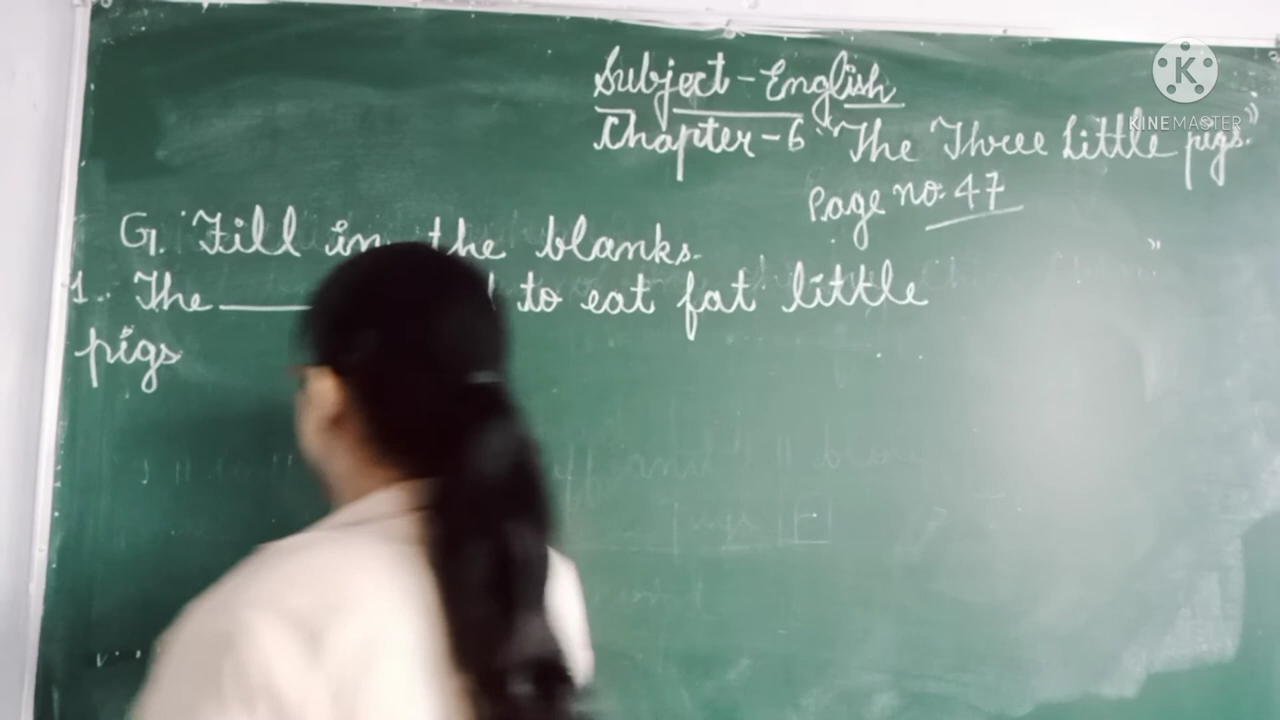 Subject - English
Chapter - 6 "The Three Little pigs."
Page no. 47
G. Fill in the blanks.
1. The ______ to eat fat little
pigs
K
KINEMASTER